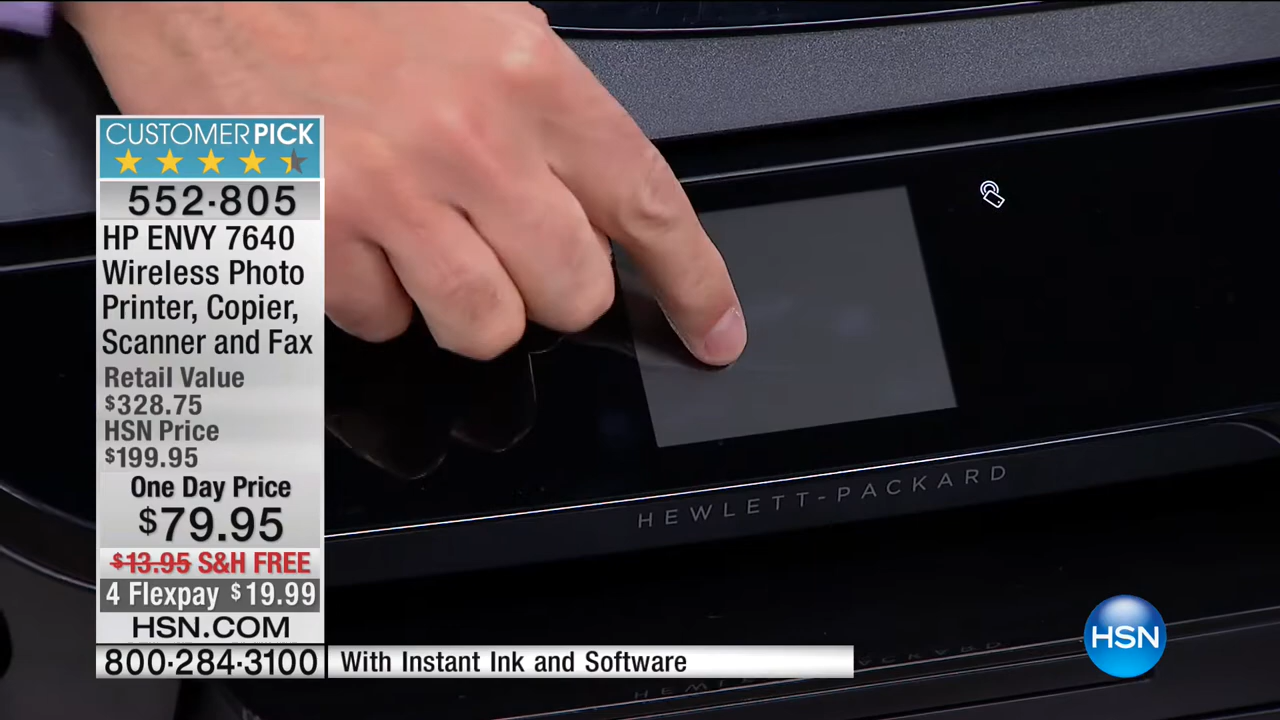 CUSTOMERPICK
552·805
HP ENVY 7640
Wireless Photo
Printer, Copier,
Scanner and Fax
Retail Value
$328.75
HSN Price
$199.95
One Day Price
$79.95
$13.95 S&H FREE
4 Flexpay $19.99
HSN.COM
800·284·3100
With Instant Ink and Software
HEWLETT-PACKARD
HSN